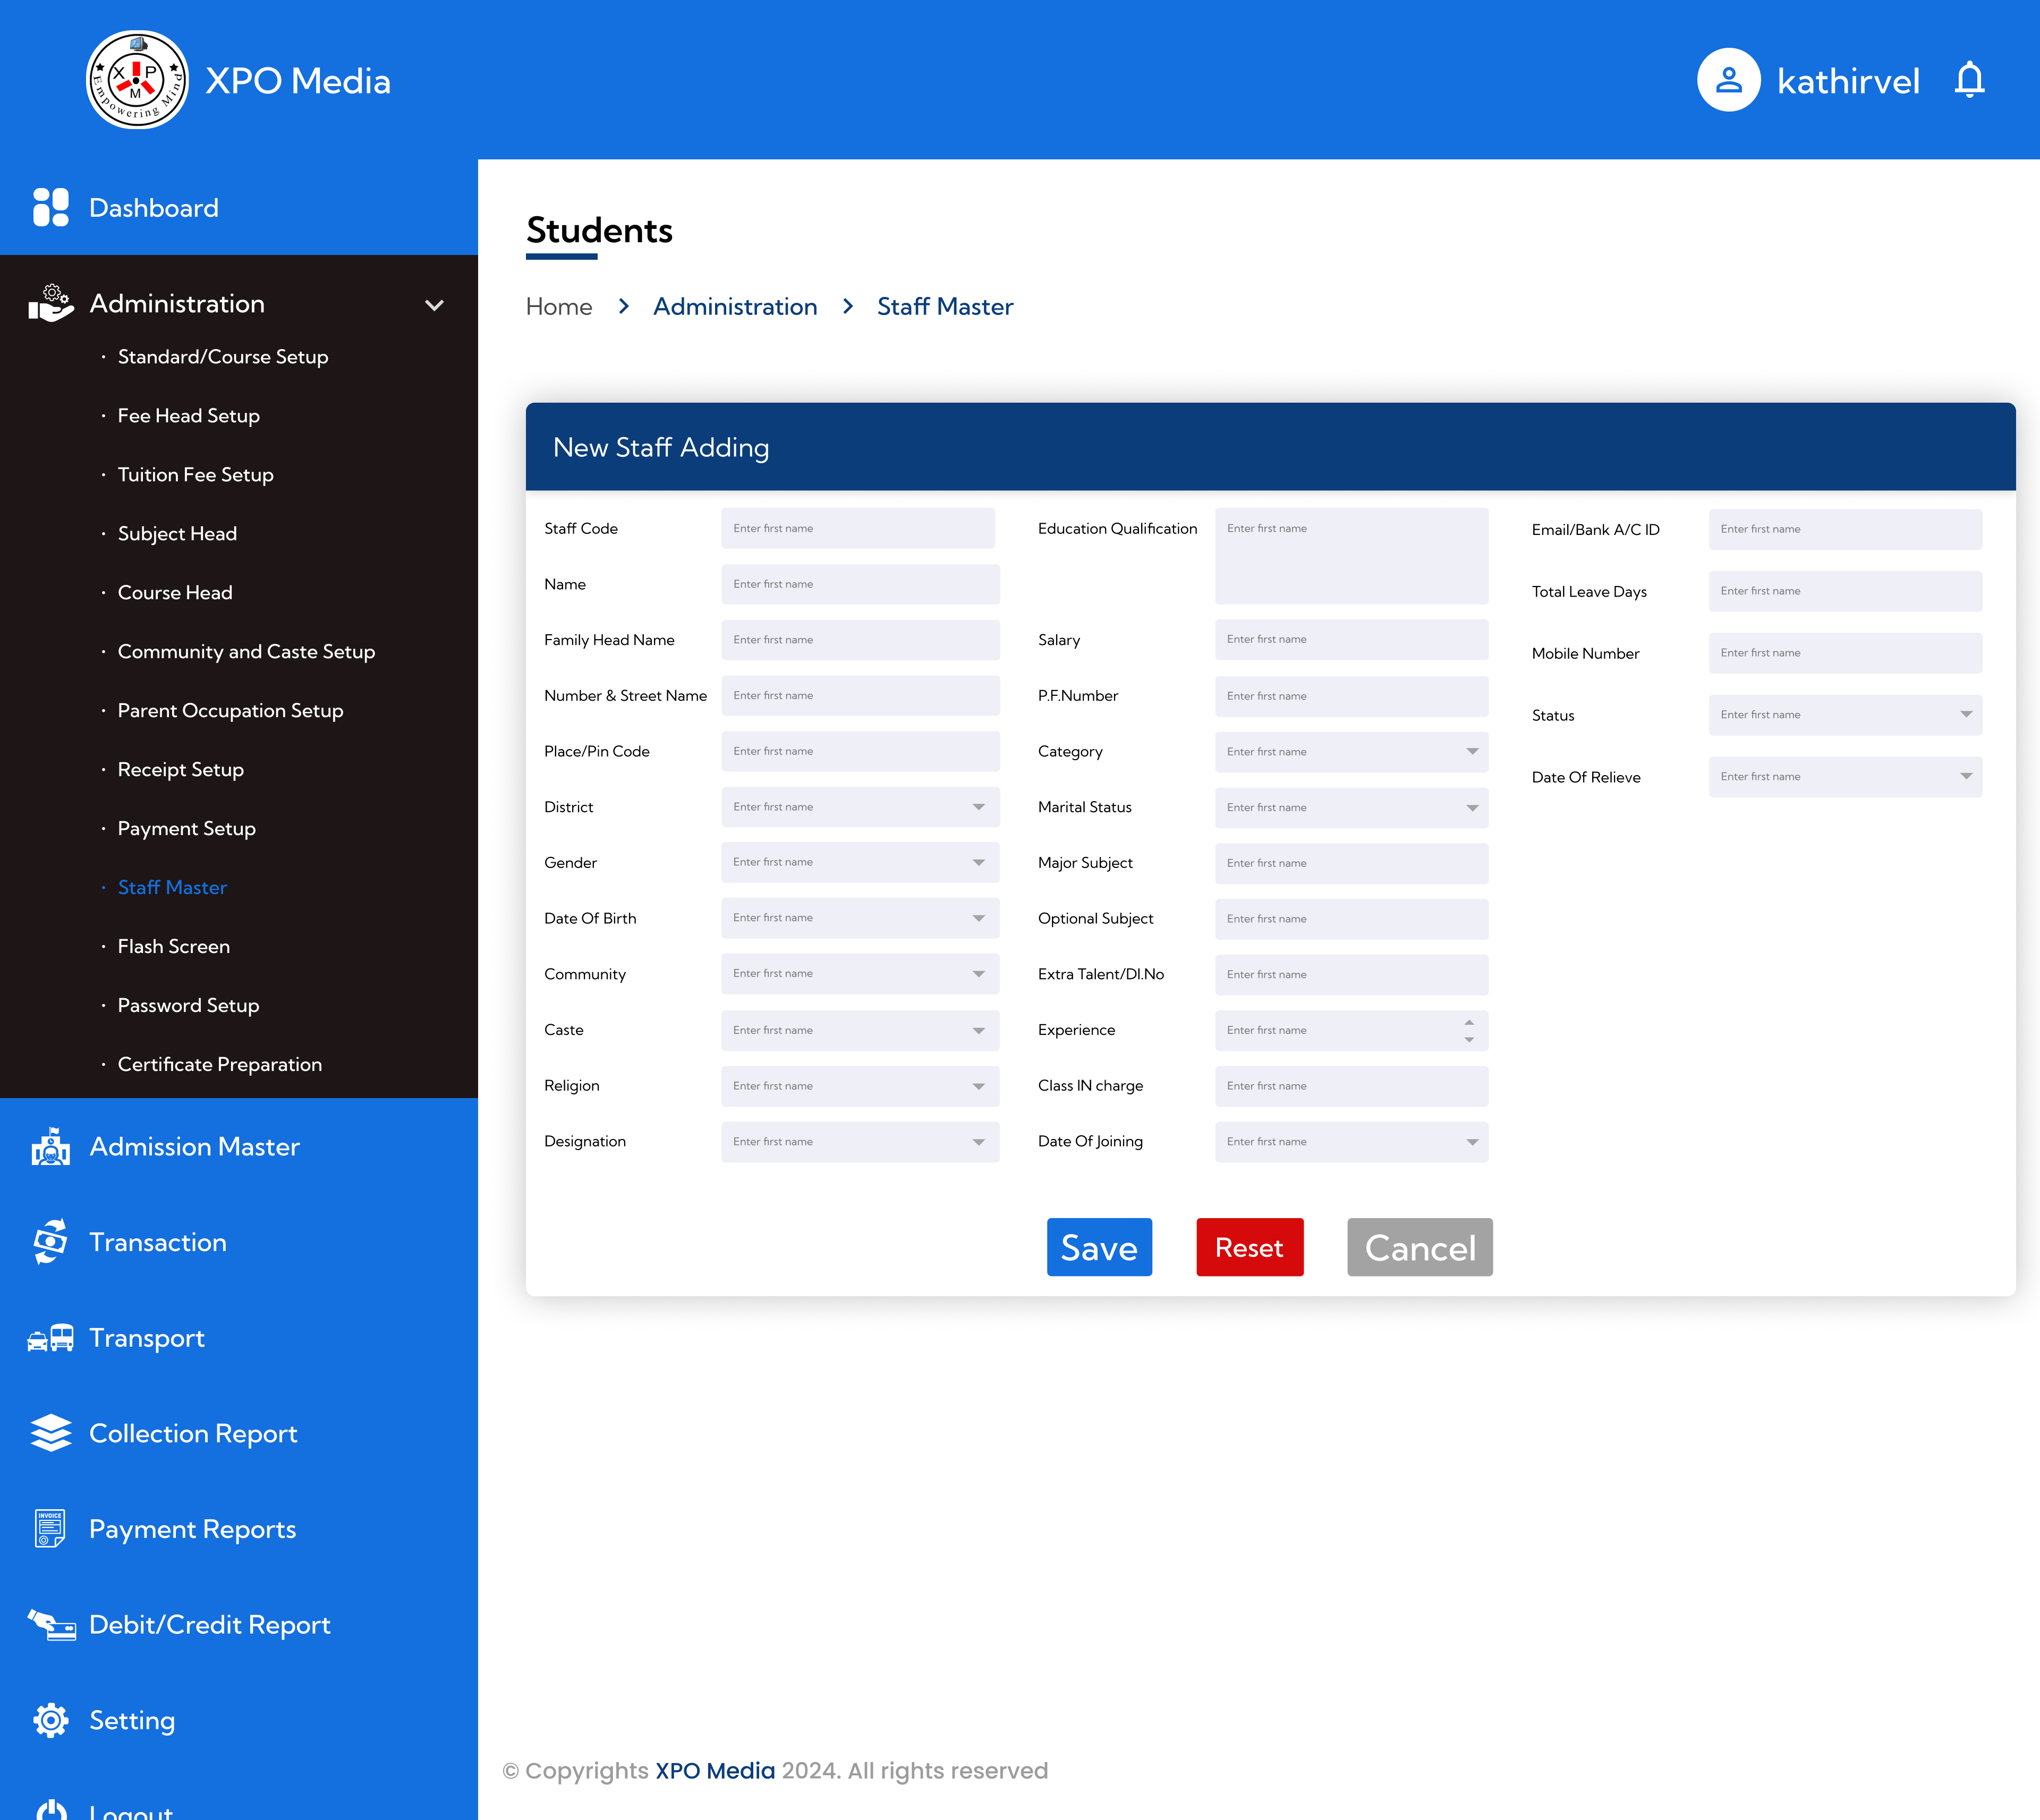 X P M
Empowering Mind
XPO Media
kathirvel
Dashboard
Administration
· Standard/Course Setup
· Fee Head Setup
· Tuition Fee Setup
· Subject Head
· Course Head
· Community and Caste Setup
· Parent Occupation Setup
· Receipt Setup
· Payment Setup
· Staff Master
· Flash Screen
· Password Setup
· Certificate Preparation
Admission Master
Transaction
Transport
Collection Report
INVOICE
Payment Reports
Debit/Credit Report
Setting
Logout
Students
Home > Administration > Staff Master
New Staff Adding
Staff Code Enter first name
Name Enter first name
Family Head Name Enter first name
Number & Street Name Enter first name
Place/Pin Code Enter first name
District Enter first name
Gender Enter first name
Date Of Birth Enter first name
Community Enter first name
Caste Enter first name
Religion Enter first name
Designation Enter first name
Education Qualification Enter first name
Salary Enter first name
P.F.Number Enter first name
Category Enter first name
Marital Status Enter first name
Major Subject Enter first name
Optional Subject Enter first name
Extra Talent/Dl.No Enter first name
Experience Enter first name
Class IN charge Enter first name
Date Of Joining Enter first name
Email/Bank A/C ID Enter first name
Total Leave Days Enter first name
Mobile Number Enter first name
Status Enter first name
Date Of Relieve Enter first name
Save Reset Cancel
© Copyrights XPO Media 2024. All rights reserved